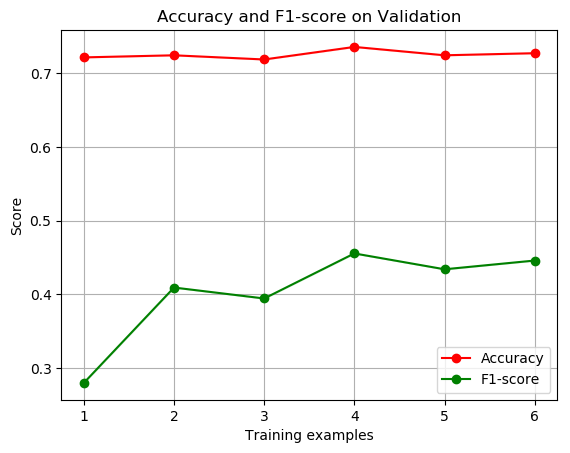 Accuracy and F1-score on Validation
Score
0.7
0.6
0.5
0.4
0.3
Accuracy
F1-score
1 2 3 4 5 6
Training examples